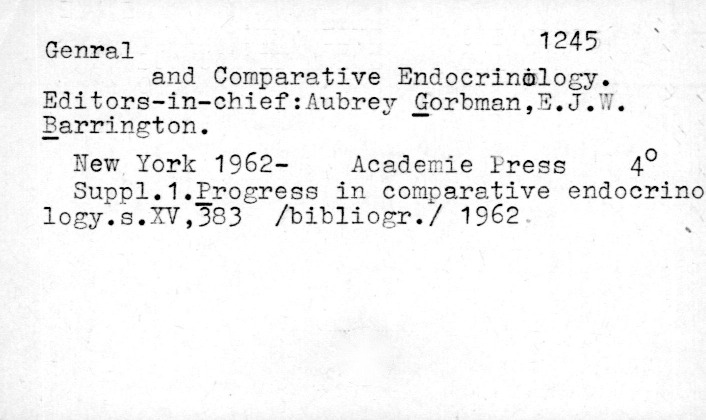 1245
Genral
and Comparative Endocrinology.
Editors-in-chief:Aubrey Gorbman,E.J.W.
Barrington.
New York 1962- Academie Press 4°
Suppl.1.Progress in comparative endocrino
logy.s.XV,383 /bibliogr./ 1962.